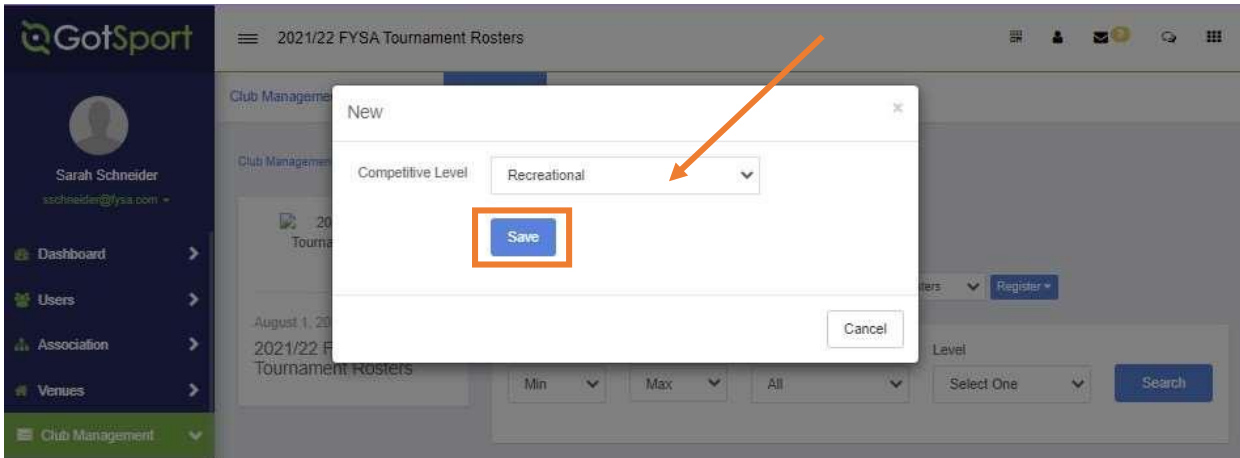 GotSport
2021/22 FYSA Tournament Rosters
Sarah Schneider
sschneider@fysa.com
Dashboard
Users
Association
Venues
Club Management
Club Manageme
Club Managemen
20
Tourna
August 1, 20
2021/22 F
Tournament Rosters
New
×
Competitive Level
Recreational
Save
Cancel
ters
Register
Level
Min
Max
All
Select One
Search